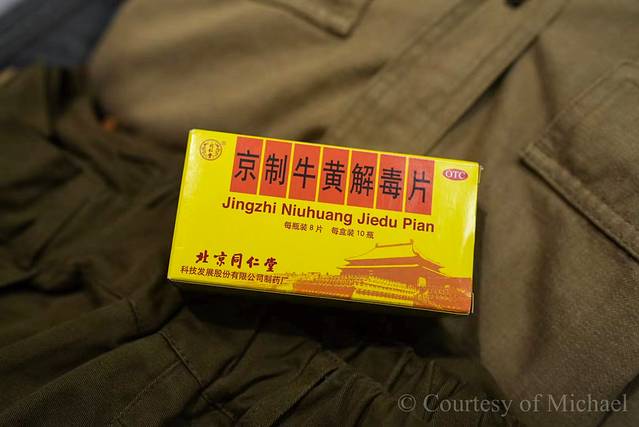 京制牛黄解毒片
OTC
Jingzhi Niuhuang Jiedu Pian
每瓶装 8 片 每盒装 10 瓶
北京同仁堂
科技发展股份有限公司制药厂
© Courtesy of Michael